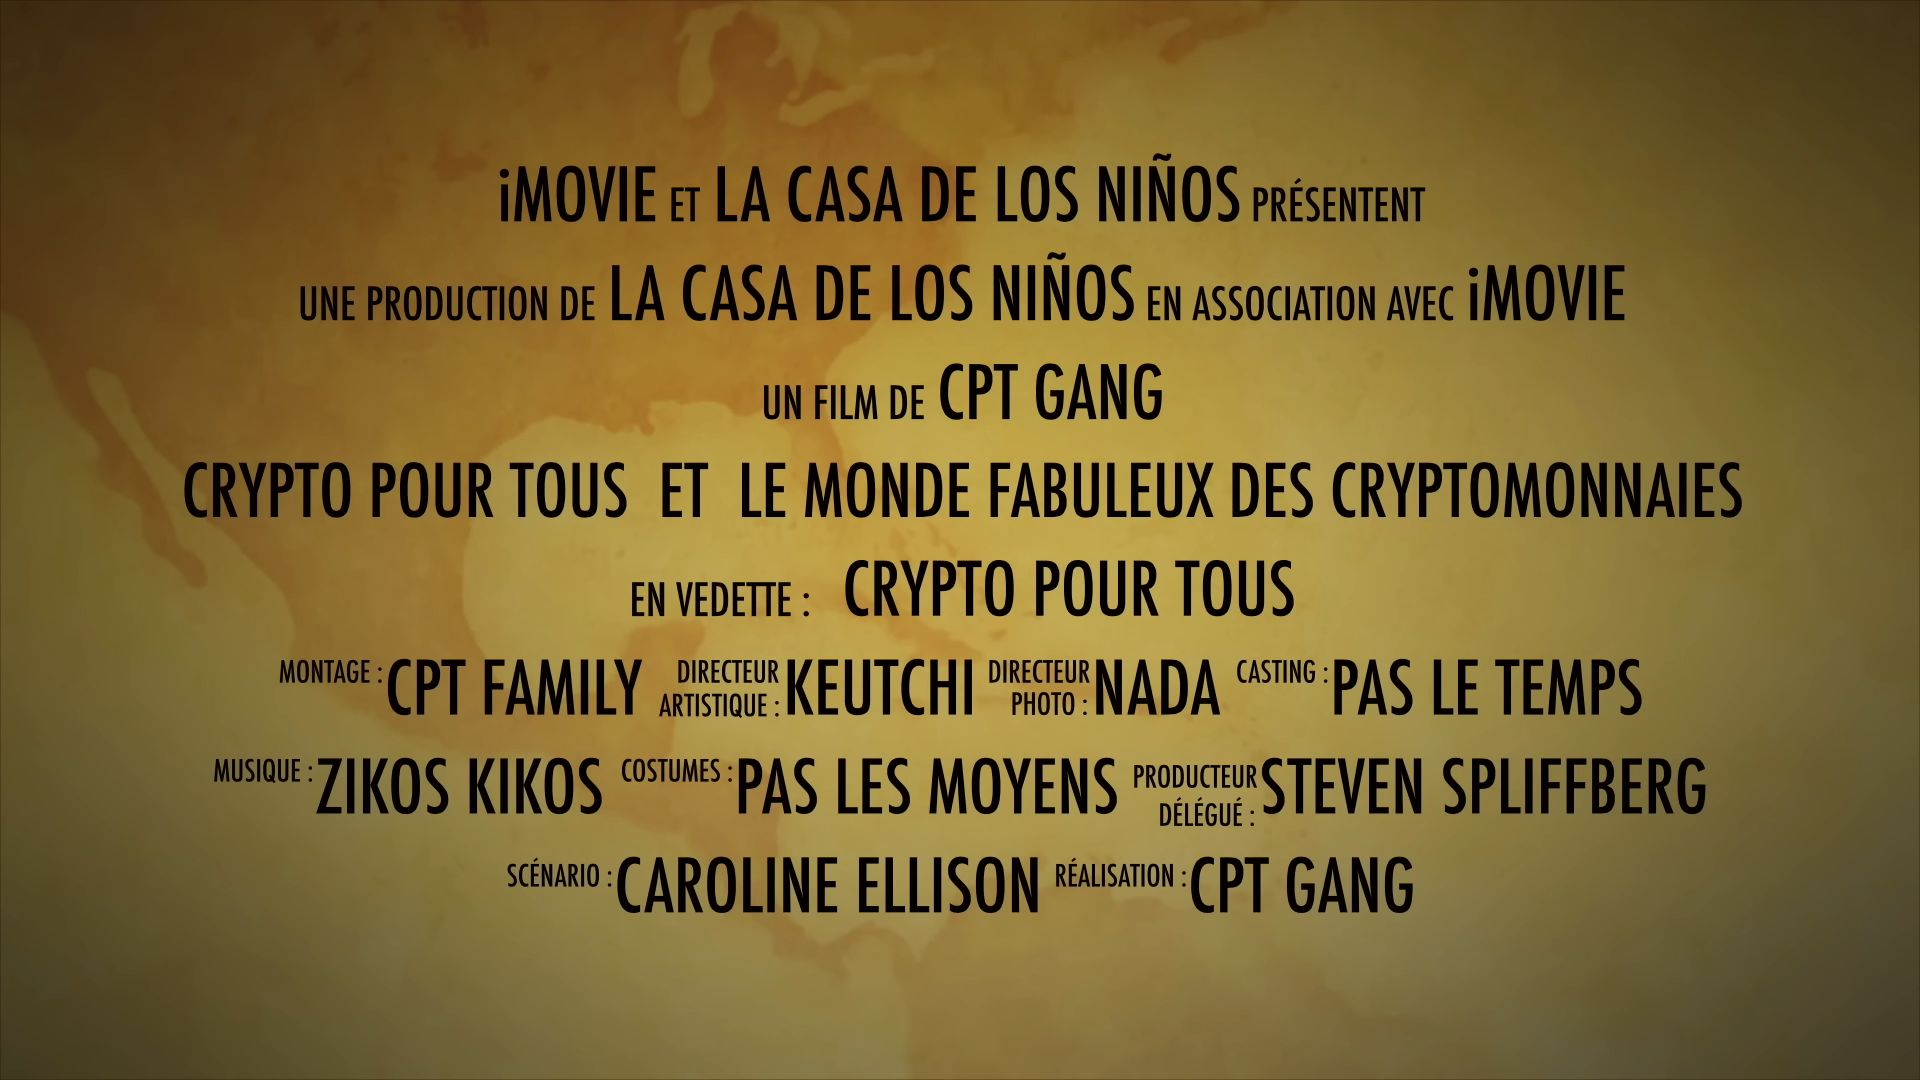 iMOVIE ET LA CASA DE LOS NIÑOS PRÉSENTENT
UNE PRODUCTION DE LA CASA DE LOS NIÑOS EN ASSOCIATION AVEC iMOVIE
UN FILM DE CPT GANG
CRYPTO POUR TOUS ET LE MONDE FABULEUX DES CRYPTOMONNAIES
EN VEDETTE : CRYPTO POUR TOUS
MONTAGE : CPT FAMILY DIRECTEUR ARTISTIQUE : KEUTCHI DIRECTEUR PHOTO : NADA CASTING : PAS LE TEMPS
MUSIQUE : ZIKOS KIKOS COSTUMES : PAS LES MOYENS PRODUCTEUR DÉLÉGUÉ : STEVEN SPLIFFBERG
SCÉNARIO : CAROLINE ELLISON RÉALISATION : CPT GANG